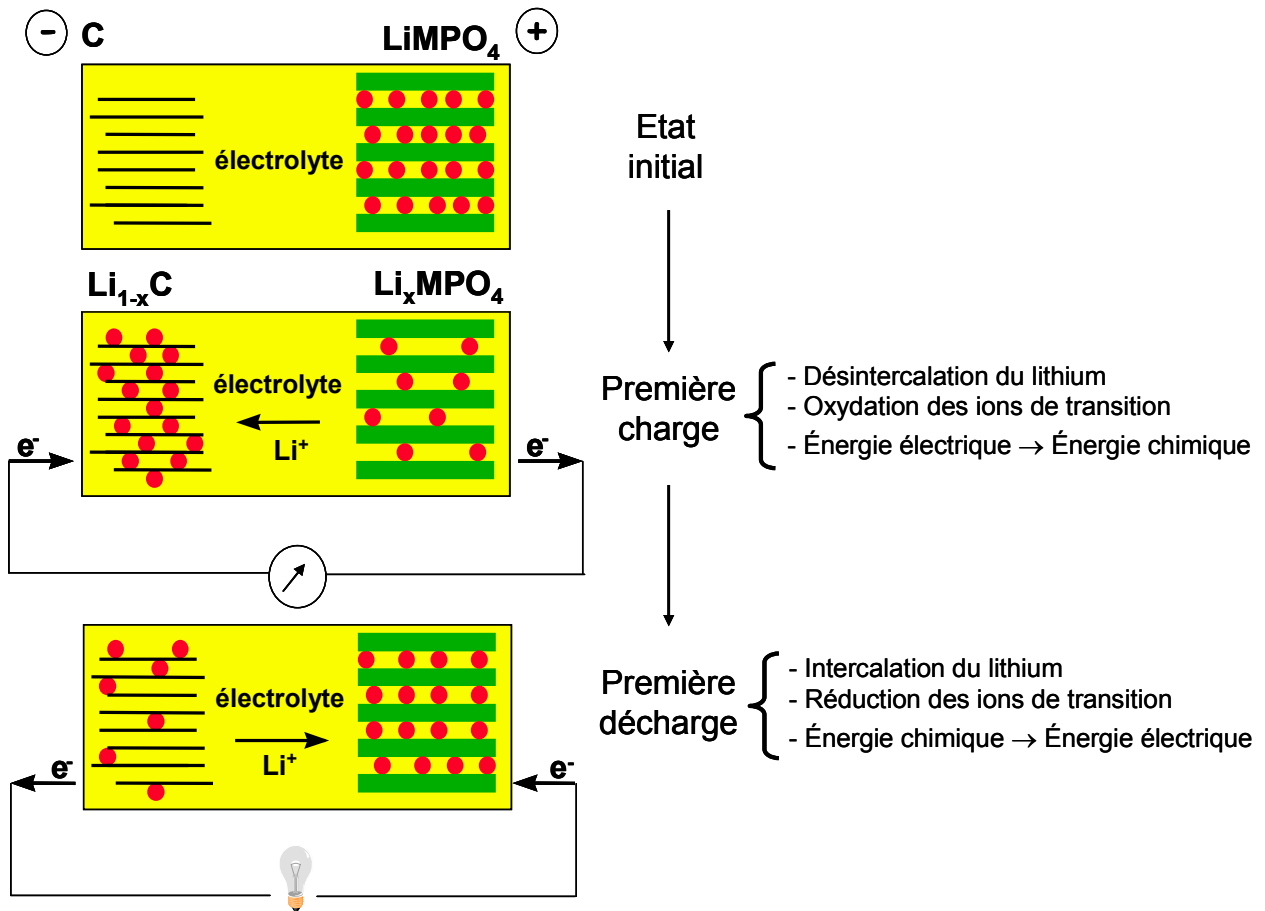 - C LiMPO₄ +
électrolyte
Etat
initial
Li₁₋ₓC LiₓMPO₄
électrolyte
Li⁺
e⁻ e⁻
Première
charge
- Désintercalation du lithium
- Oxydation des ions de transition
- Énergie électrique → Énergie chimique
électrolyte
Li⁺
e⁻ e⁻
Première
décharge
- Intercalation du lithium
- Réduction des ions de transition
- Énergie chimique → Énergie électrique